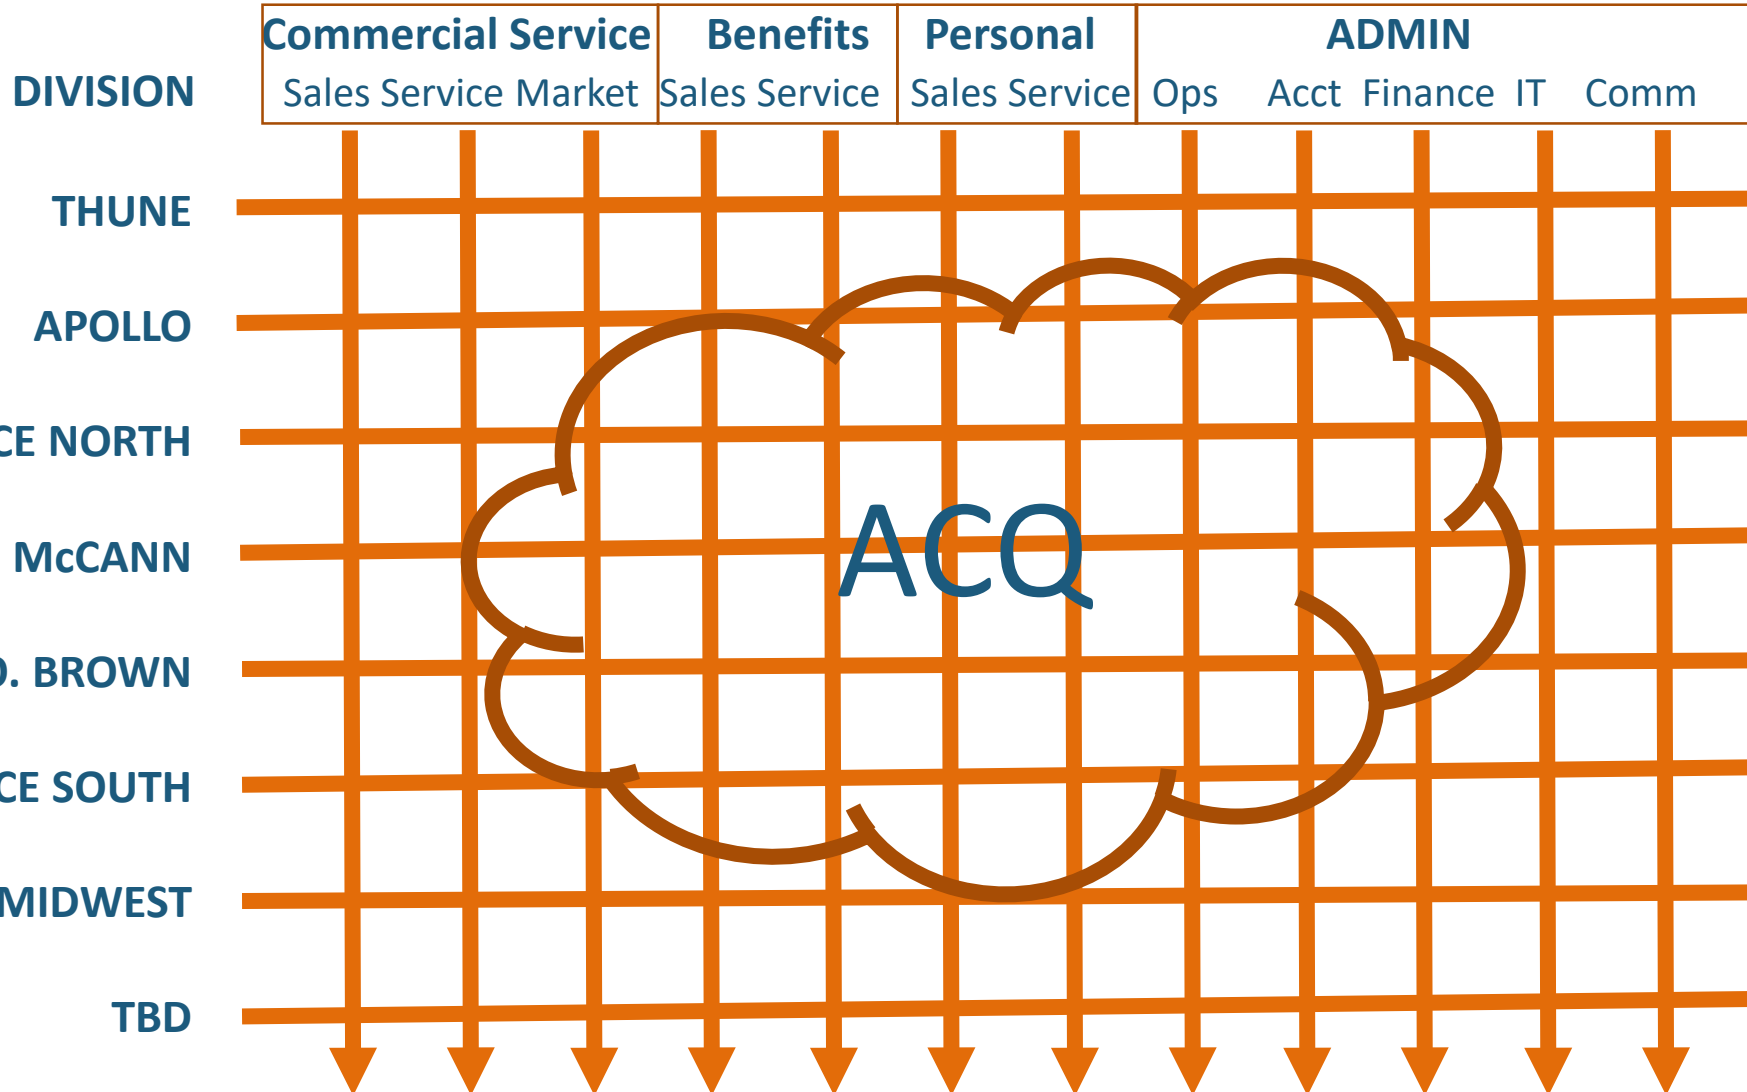 Commercial Service Benefits Personal ADMIN
DIVISION Sales Service Market Sales Service Sales Service Ops Acct Finance IT Comm
THUNE
APOLLO
CE NORTH
McCANN
ACQ
D. BROWN
CE SOUTH
MIDWEST
TBD